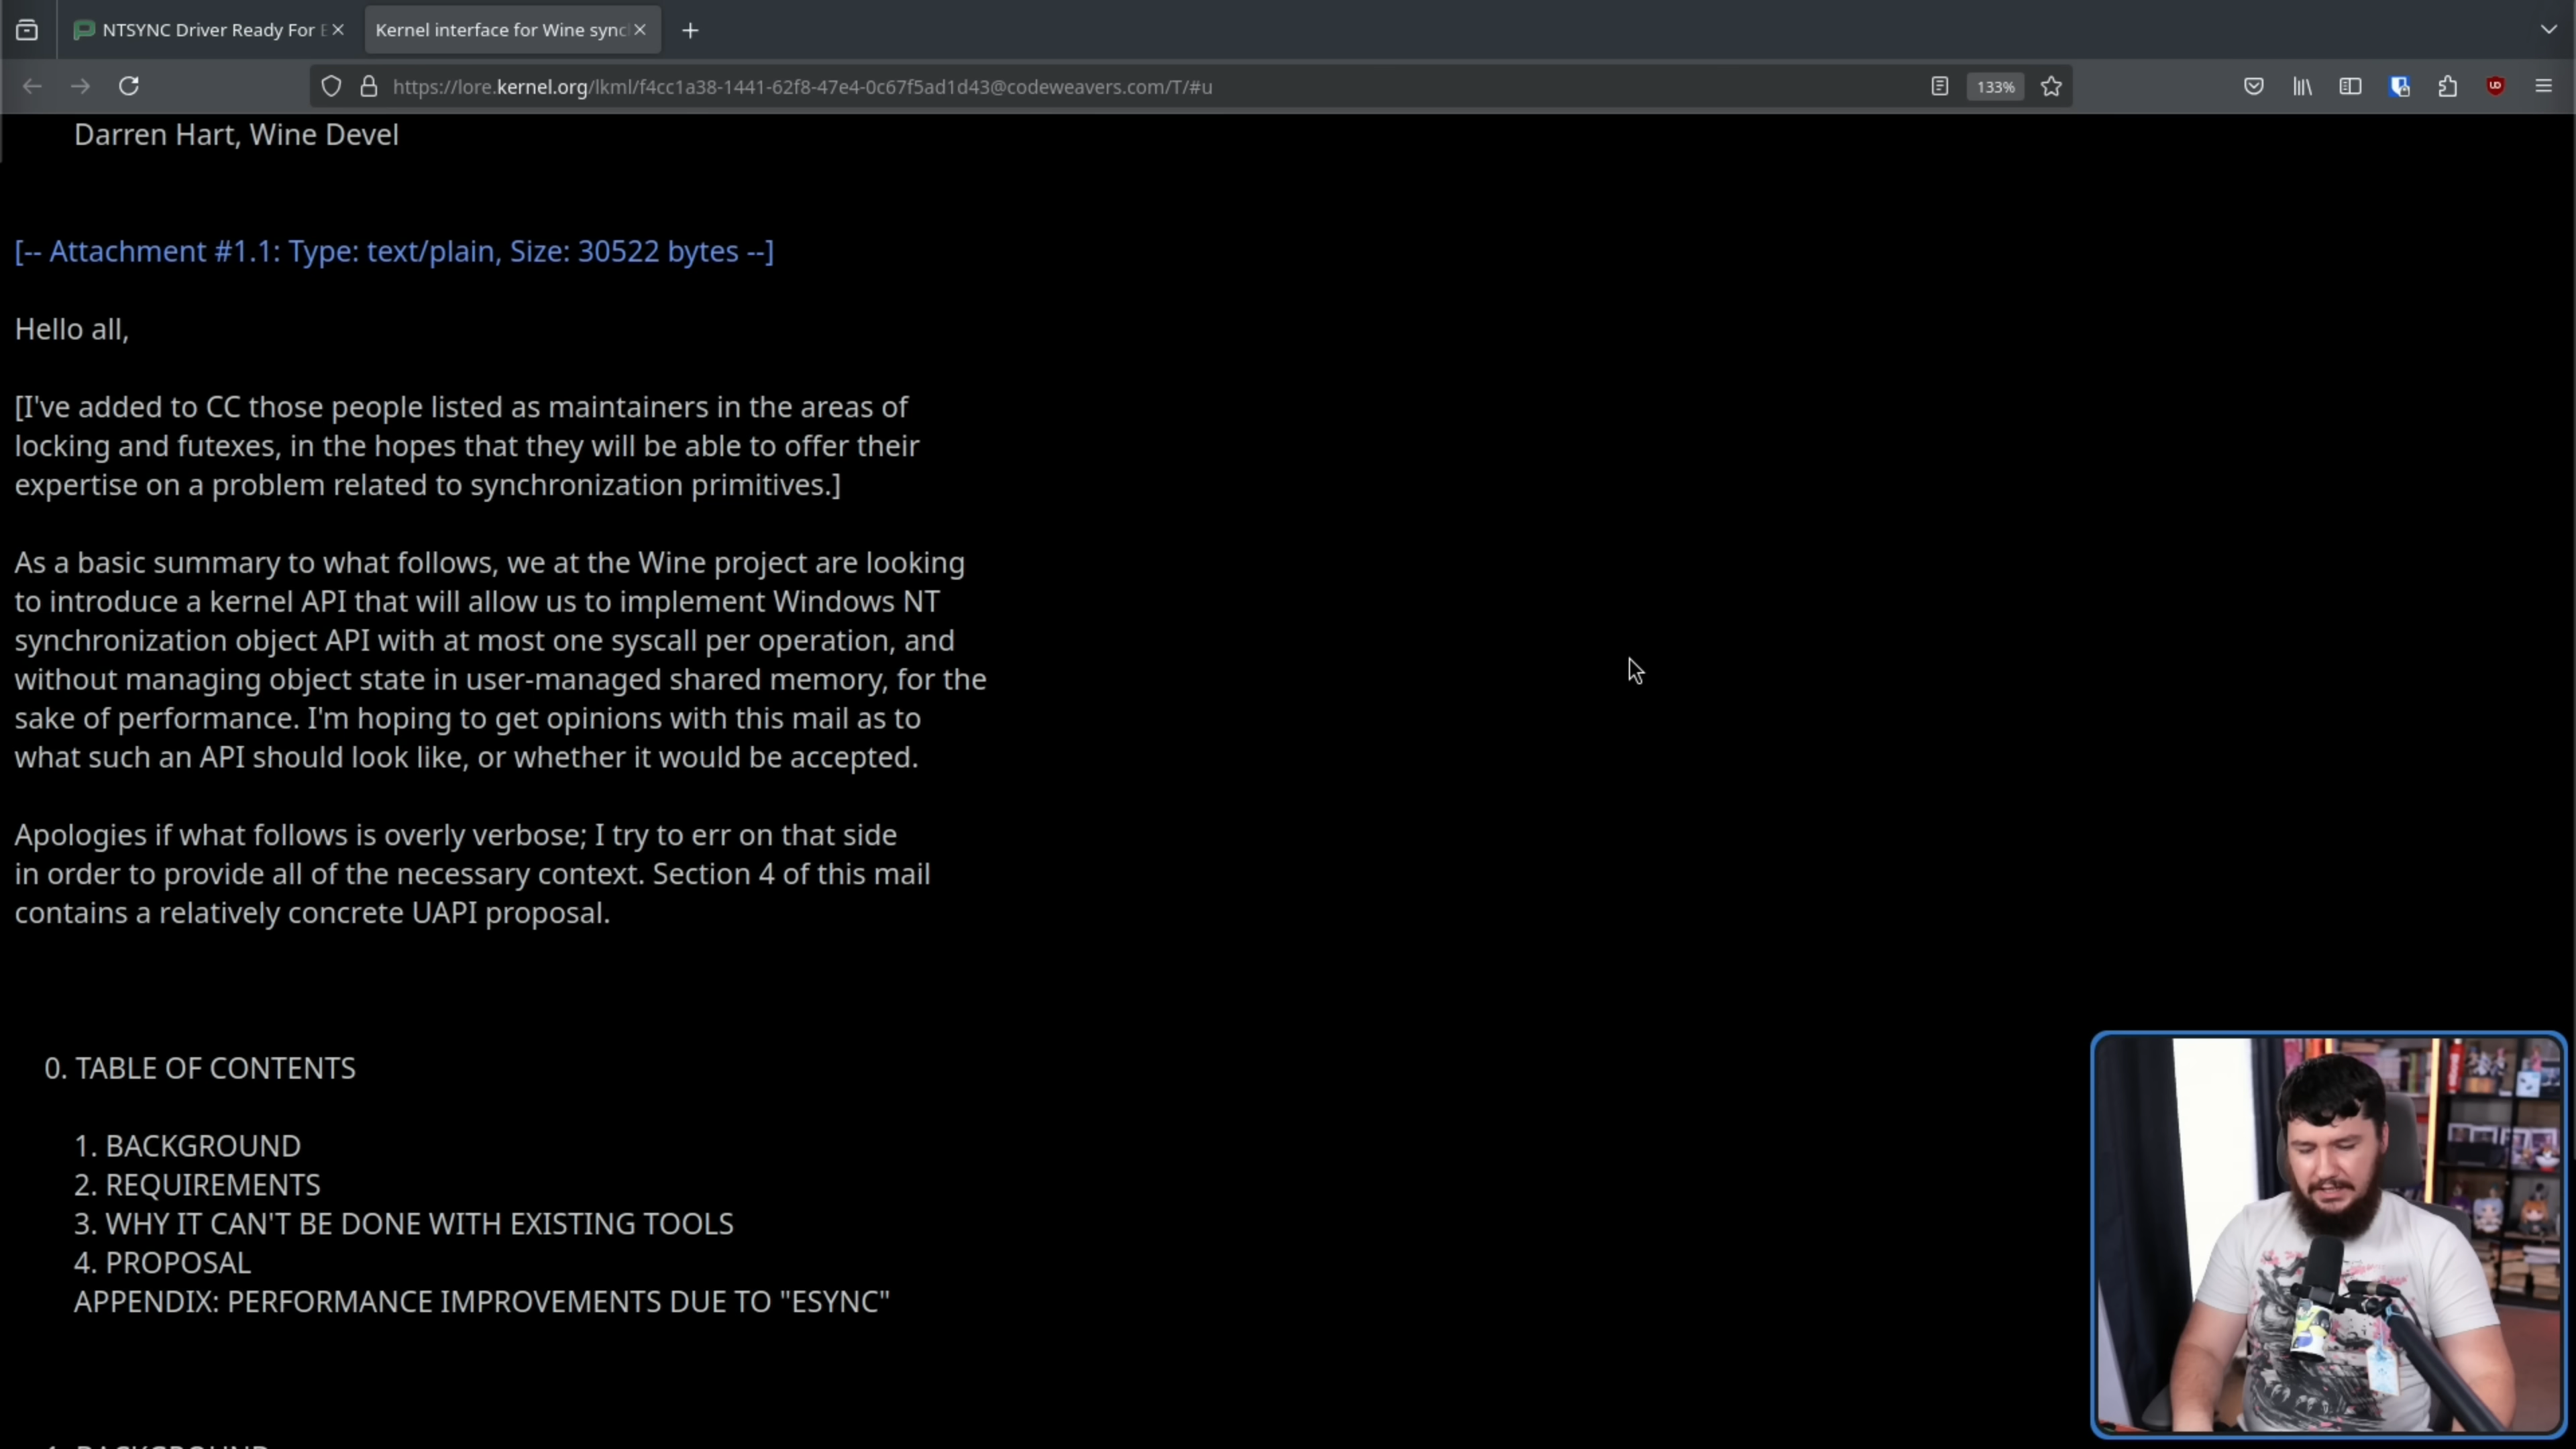 NTSYNC Driver Ready For
Kernel interface for Wine sync
https://lore.kernel.org/lkml/f4cc1a38-1441-62f8-47e4-0c67f5ad1d43@codeweavers.com/T/#u
133%
Darren Hart, Wine Devel
[-- Attachment #1.1: Type: text/plain, Size: 30522 bytes --]
Hello all,
[I've added to CC those people listed as maintainers in the areas of
locking and futexes, in the hopes that they will be able to offer their
expertise on a problem related to synchronization primitives.]
As a basic summary to what follows, we at the Wine project are looking
to introduce a kernel API that will allow us to implement Windows NT
synchronization object API with at most one syscall per operation, and
without managing object state in user-managed shared memory, for the
sake of performance. I'm hoping to get opinions with this mail as to
what such an API should look like, or whether it would be accepted.
Apologies if what follows is overly verbose; I try to err on that side
in order to provide all of the necessary context. Section 4 of this mail
contains a relatively concrete UAPI proposal.
0. TABLE OF CONTENTS
1. BACKGROUND
2. REQUIREMENTS
3. WHY IT CAN'T BE DONE WITH EXISTING TOOLS
4. PROPOSAL
APPENDIX: PERFORMANCE IMPROVEMENTS DUE TO "ESYNC"
1. BACKGROUND